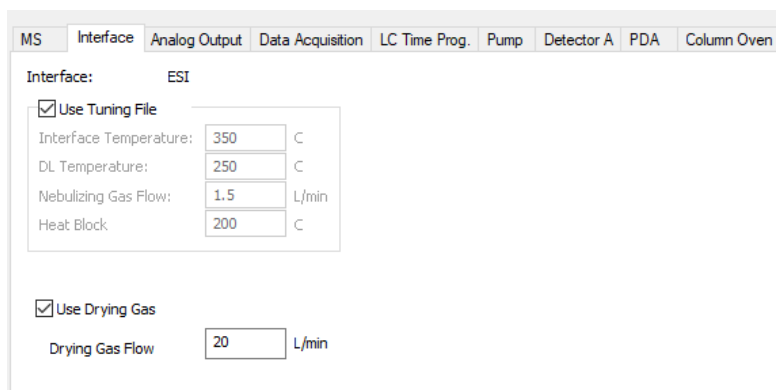 MS Interface Analog Output Data Acquisition LC Time Prog. Pump Detector A PDA Column Oven
Interface: ESI
Use Tuning File
Interface Temperature: 350 C
DL Temperature: 250 C
Nebulizing Gas Flow: 1.5 L/min
Heat Block 200 C
Use Drying Gas
Drying Gas Flow 20 L/min